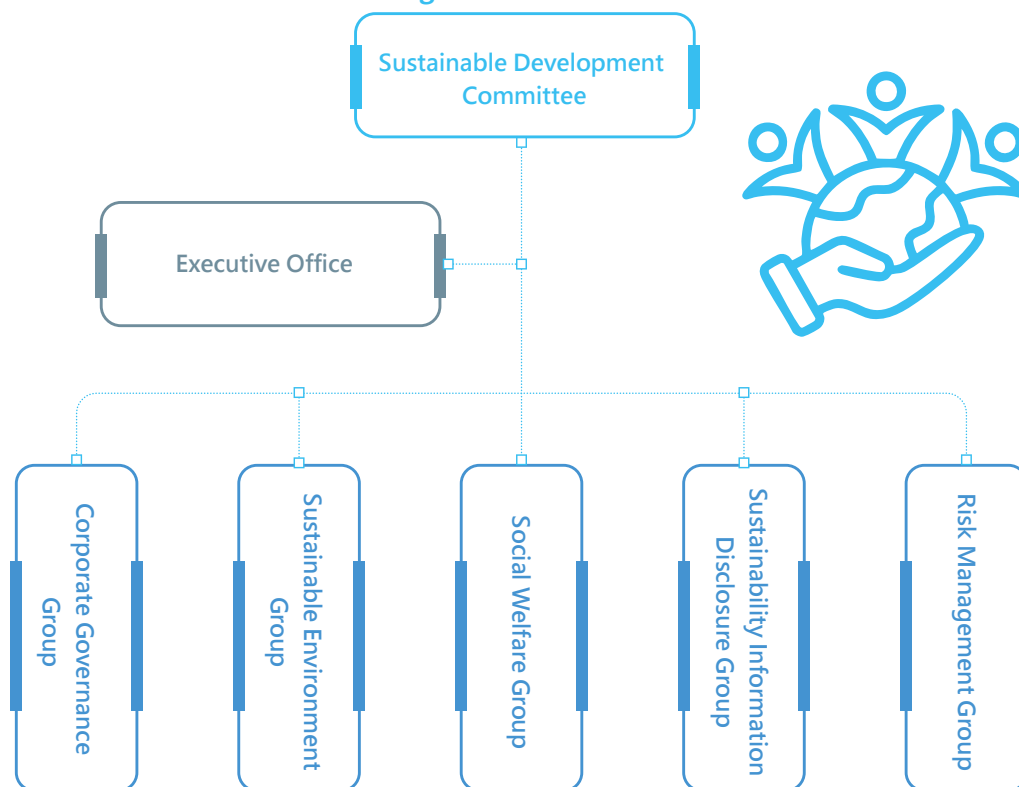 Sustainable Development
Committee
Executive Office
Corporate Governance
Group
Sustainable Environment
Group
Social Welfare Group
Sustainability Information
Disclosure Group
Risk Management Group